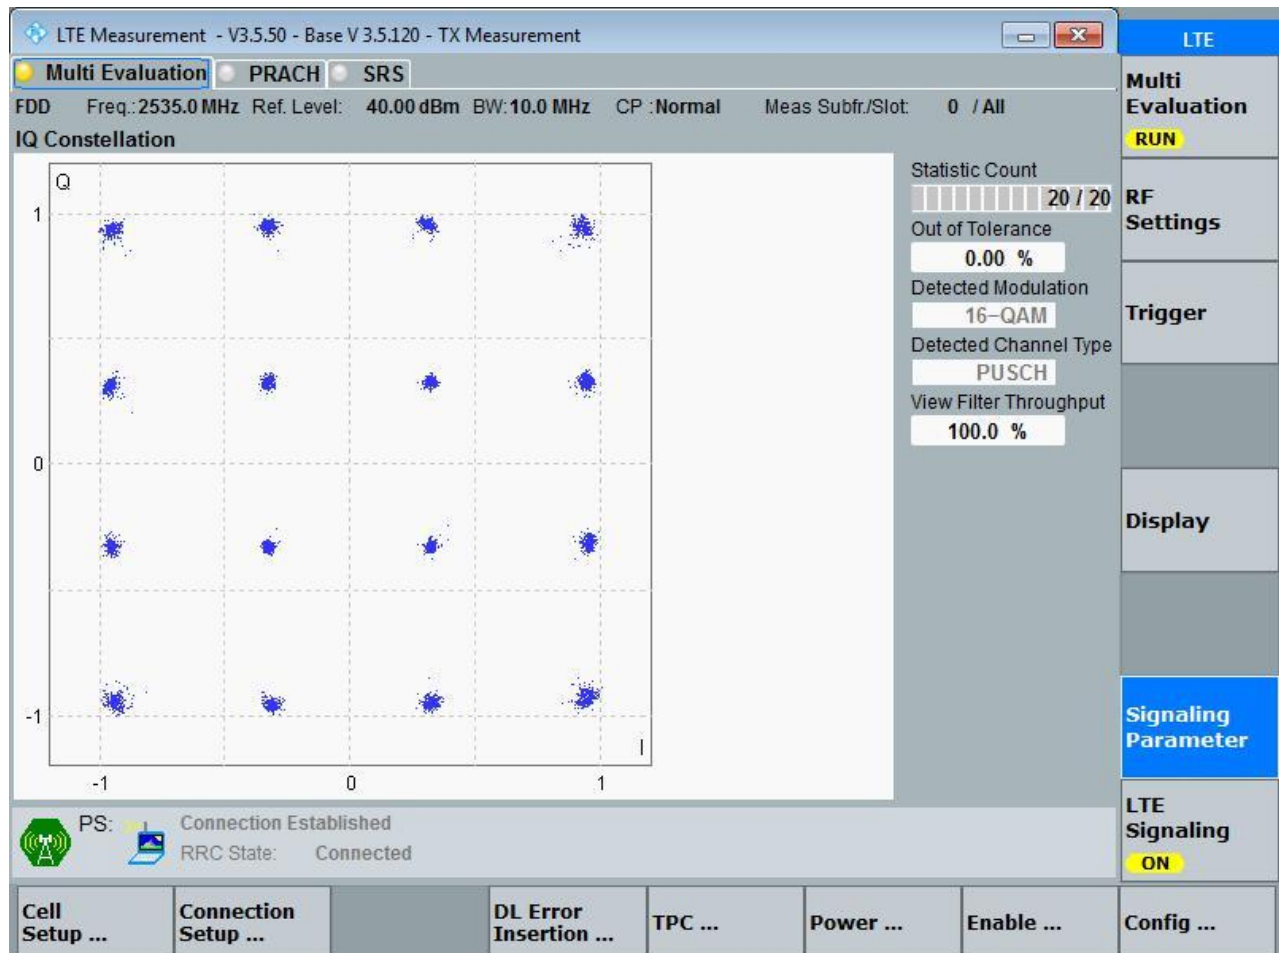 LTE Measurement - V3.5.50 - Base V 3.5.120 - TX Measurement
LTE
Multi Evaluation PRACH SRS
FDD Freq.: 2535.0 MHz Ref. Level: 40.00 dBm BW: 10.0 MHz CP : Normal Meas Subfr./Slot: 0 / All
IQ Constellation
Q
1
0
-1
I
-1 0 1
Statistic Count
20 / 20
Out of Tolerance
0.00 %
Detected Modulation
16-QAM
Detected Channel Type
PUSCH
View Filter Throughput
100.0 %
Multi
Evaluation
RUN
RF
Settings
Trigger
Display
Signaling
Parameter
LTE
Signaling
ON
PS: Connection Established
RRC State: Connected
Cell
Setup ...
Connection
Setup ...
DL Error
Insertion ...
TPC ...
Power ...
Enable ...
Config ...